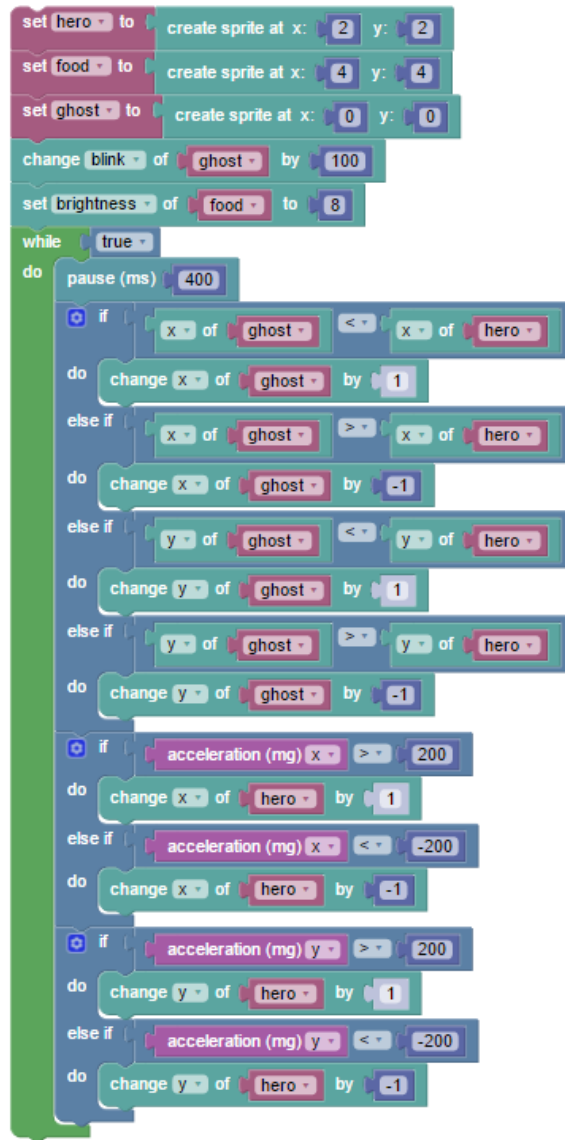 set hero to create sprite at x: 2 y: 2
set food to create sprite at x: 4 y: 4
set ghost to create sprite at x: 0 y: 0
change blink of ghost by 100
set brightness of food to 8
while true
do pause (ms) 400
if x of ghost < x of hero
do change x of ghost by 1
else if x of ghost > x of hero
do change x of ghost by -1
else if y of ghost < y of hero
do change y of ghost by 1
else if y of ghost > y of hero
do change y of ghost by -1
if acceleration (mg) x > 200
do change x of hero by 1
else if acceleration (mg) x < -200
do change x of hero by -1
if acceleration (mg) y > 200
do change y of hero by 1
else if acceleration (mg) y < -200
do change y of hero by -1